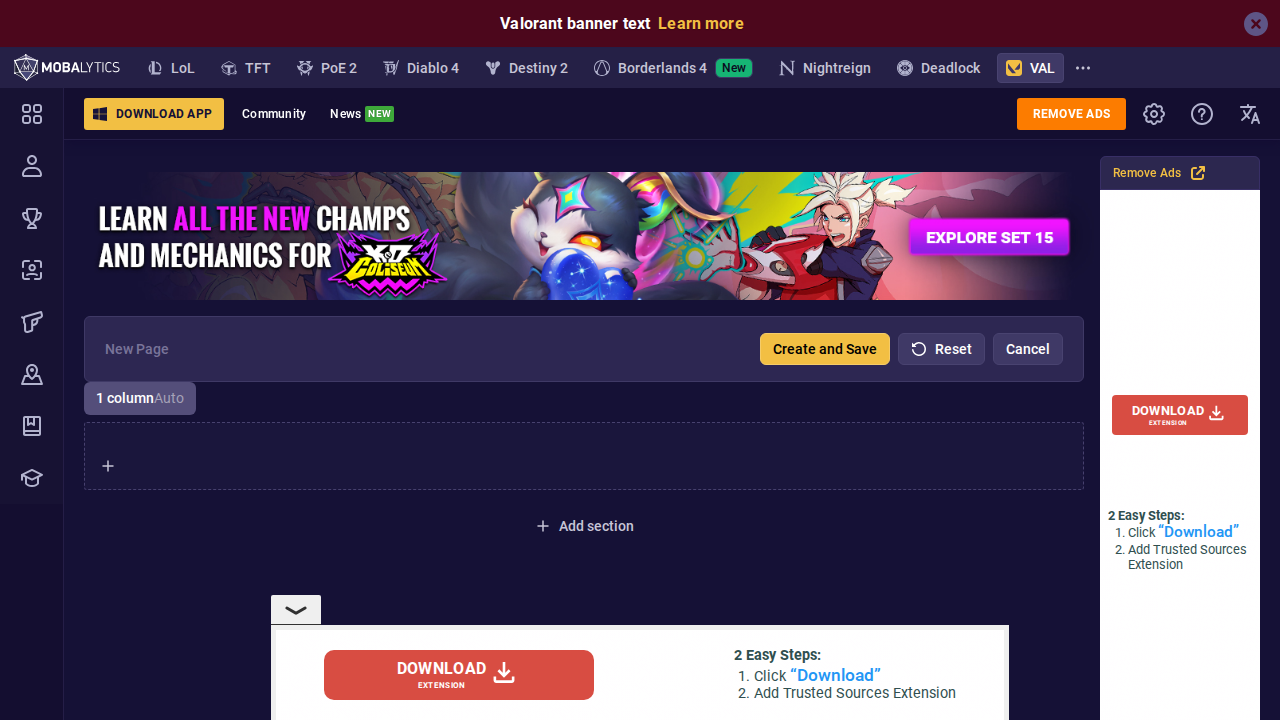 Valorant banner text Learn more
MOBALYTICS
LoL
TFT
PoE 2
Diablo 4
Destiny 2
Borderlands 4 New
Nightreign
Deadlock
VAL
DOWNLOAD APP
Community
News NEW
REMOVE ADS
Remove Ads
LEARN ALL THE NEW CHAMPS
AND MECHANICS FOR
K.O. COLISEUM
EXPLORE SET 15
New Page
Create and Save
Reset
Cancel
1 column Auto
Add section
DOWNLOAD
EXTENSION
2 Easy Steps:
1. Click “Download”
2. Add Trusted Sources
Extension
DOWNLOAD
EXTENSION
2 Easy Steps:
1. Click “Download”
2. Add Trusted Sources Extension